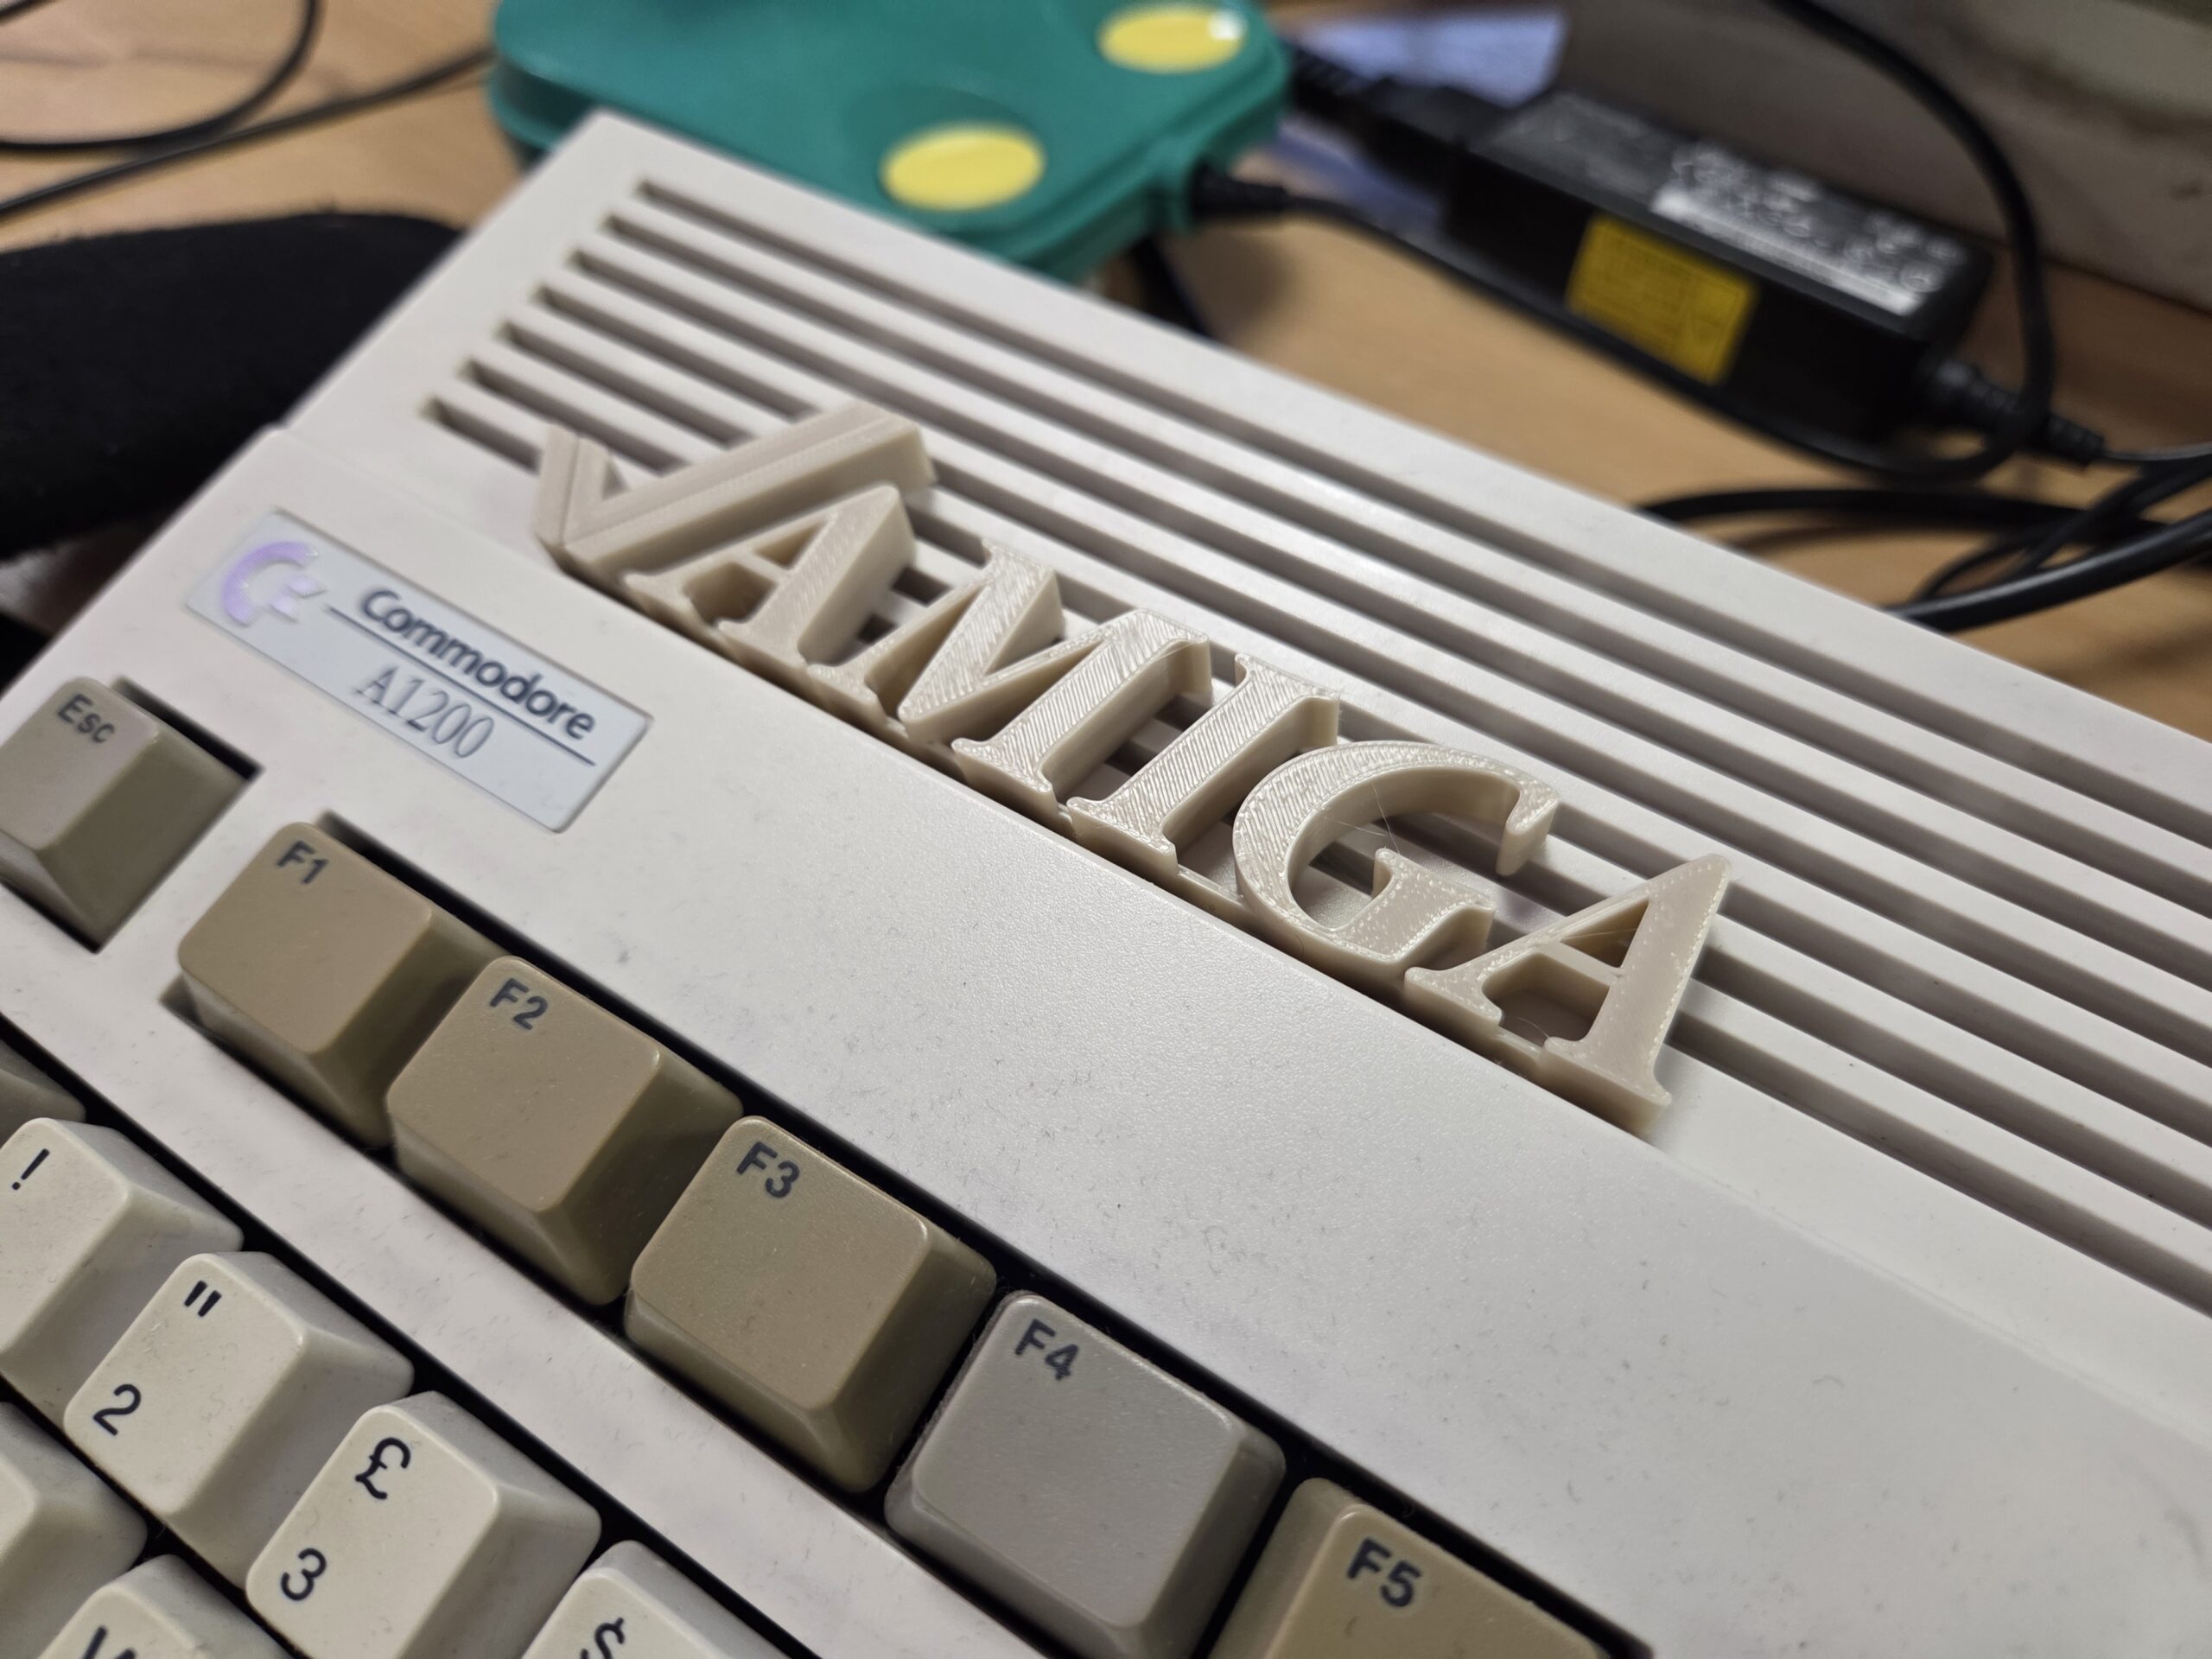 AMIGA
Commodore
A1200
Esc
F1
F2
F3
F4
F5
!
"
2
£
3
$
W